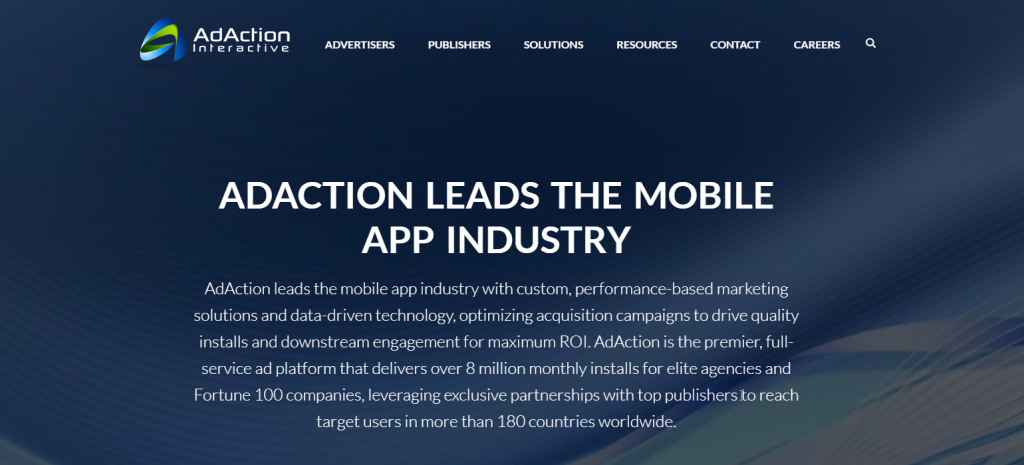 AdAction
Interactive
ADVERTISERS PUBLISHERS SOLUTIONS RESOURCES CONTACT CAREERS
ADACTION LEADS THE MOBILE
APP INDUSTRY
AdAction leads the mobile app industry with custom, performance-based marketing
solutions and data-driven technology, optimizing acquisition campaigns to drive quality
installs and downstream engagement for maximum ROI. AdAction is the premier, full-
service ad platform that delivers over 8 million monthly installs for elite agencies and
Fortune 100 companies, leveraging exclusive partnerships with top publishers to reach
target users in more than 180 countries worldwide.